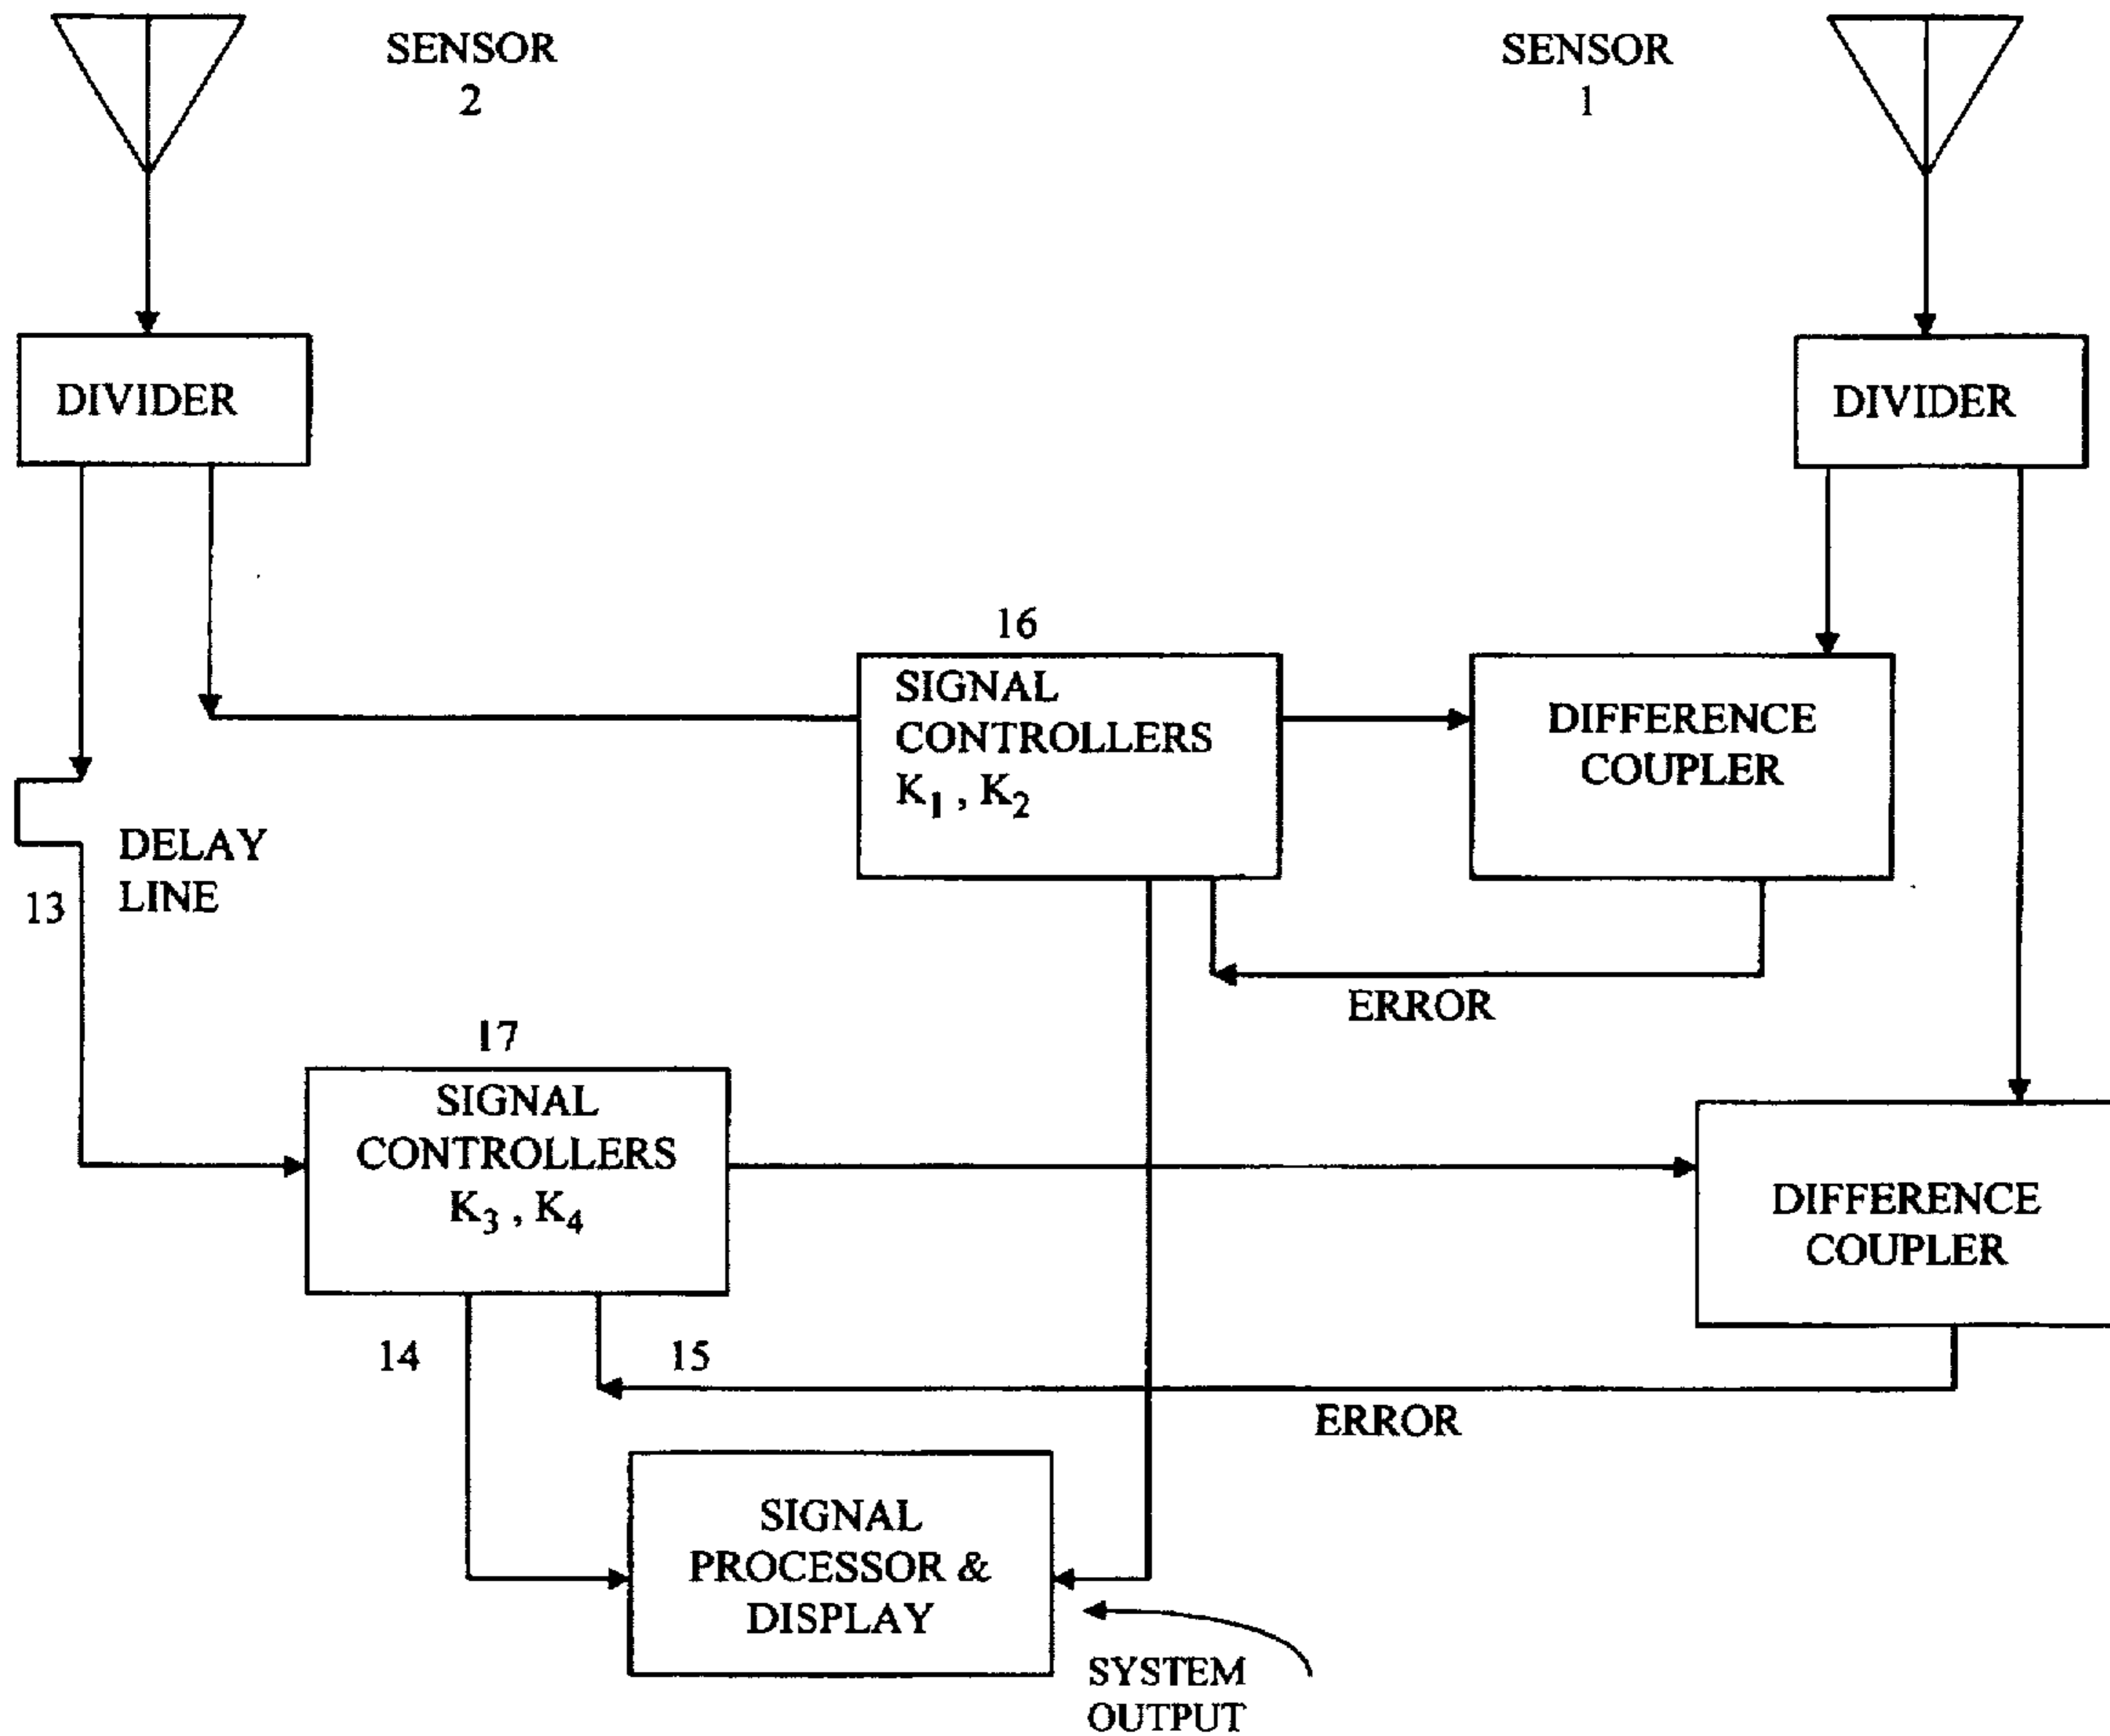 SENSOR
2
SENSOR
1
DIVIDER
DIVIDER
16
SIGNAL
CONTROLLERS
K₁ , K₂
DIFFERENCE
COUPLER
DELAY
LINE
13
ERROR
17
SIGNAL
CONTROLLERS
K₃ , K₄
DIFFERENCE
COUPLER
14
15
ERROR
SIGNAL
PROCESSOR &
DISPLAY
SYSTEM
OUTPUT